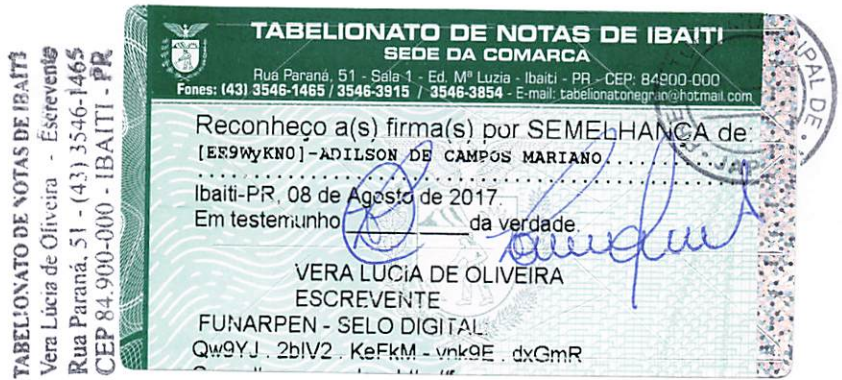 TABELIONATO DE NOTAS DE IBAITI
Vera Lúcia de Oliveira - Escrevente
Rua Paraná, 51 - (43) 3546-1465
CEP 84.900-000 - IBAITI - PR
TABELIONATO DE NOTAS DE IBAITI
SEDE DA COMARCA
Rua Paraná, 51 - Sala 1 - Ed. Mª Luzia - Ibaiti - PR - CEP: 84900-000
Fones: (43) 3546-1465 / 3546-3915 / 3546-3854 - E-mail: tabelionatonegrao@hotmail.com
Reconheço a(s) firma(s) por SEMELHANÇA de:
[EE9WyKN0]-ADILSON DE CAMPOS MARIANO
Ibaiti-PR, 08 de Agosto de 2017.
Em testemunho da verdade.
VERA LUCIA DE OLIVEIRA
ESCREVENTE
FUNARPEN - SELO DIGITAL
Qw9YJ . 2bIV2 . KeFkM - vnk9E . dxGmR